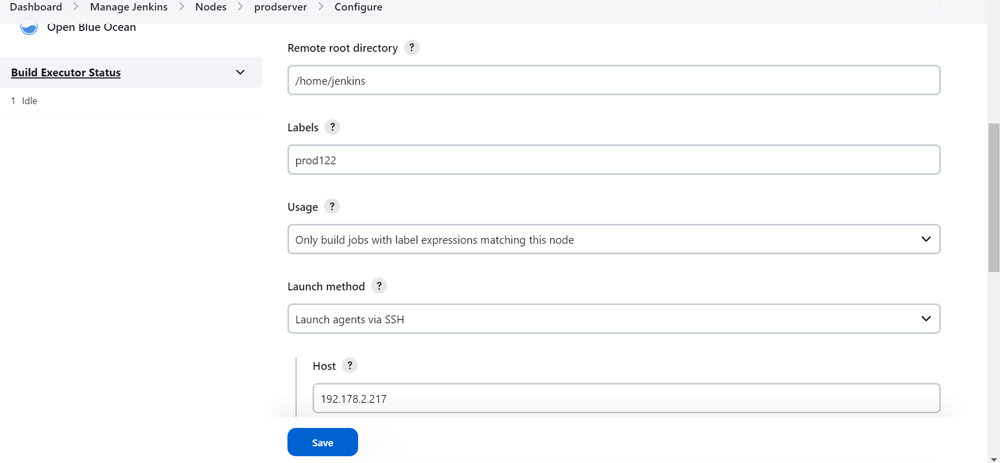 Dashboard > Manage Jenkins > Nodes > prodserver > Configure
Open Blue Ocean
Build Executor Status
1 Idle
Remote root directory ?
/home/jenkins
Labels ?
prod122
Usage ?
Only build jobs with label expressions matching this node
Launch method ?
Launch agents via SSH
Host ?
192.178.2.217
Save